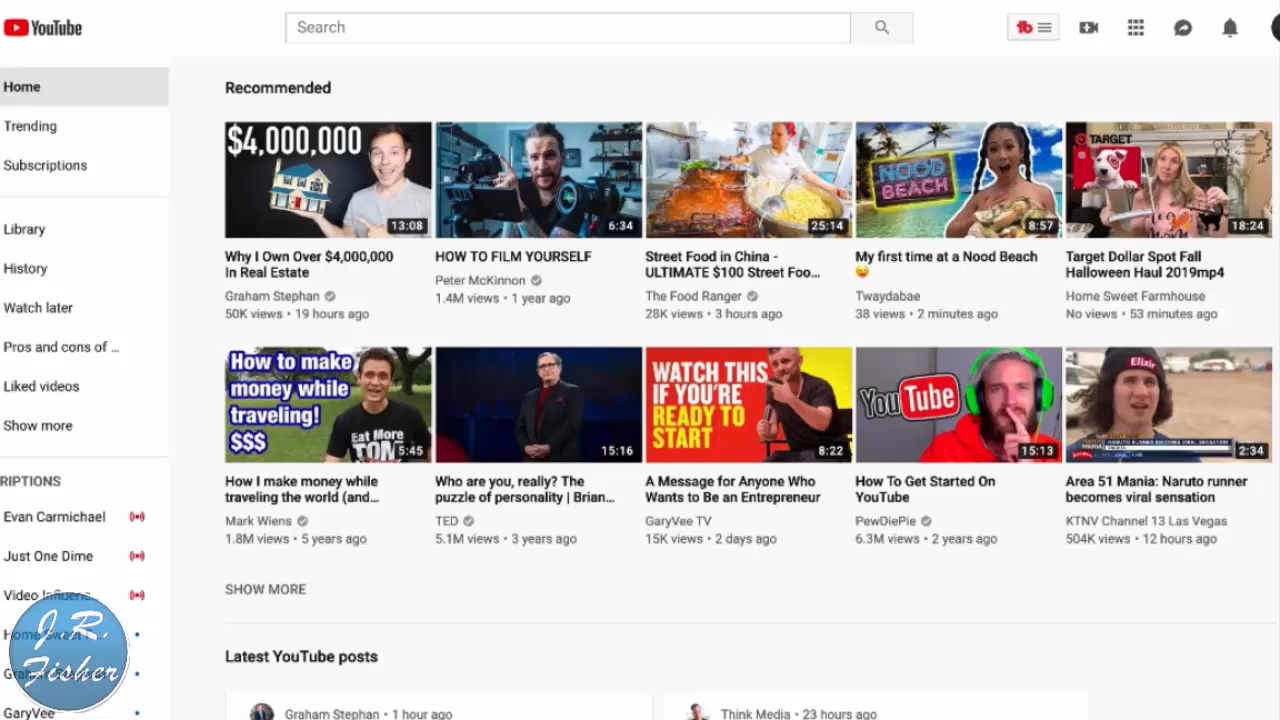 YouTube
Search
Home
Trending
Subscriptions
Library
History
Watch later
Pros and cons of ...
Liked videos
Show more
RIPTIONS
Evan Carmichael
Just One Dime
Video Influenc...
Home Sweet F...
GaryVee
J.R.
Fisher
Recommended
$4,000,000
13:08
6:34
25:14
NOOD
BEACH
8:57
TARGET
18:24
Why I Own Over $4,000,000
In Real Estate
Graham Stephan
50K views • 19 hours ago
HOW TO FILM YOURSELF
Peter McKinnon
1.4M views • 1 year ago
Street Food in China -
ULTIMATE $100 Street Foo...
The Food Ranger
28K views • 3 hours ago
My first time at a Nood Beach
Twaydabae
38 views • 2 minutes ago
Target Dollar Spot Fall
Halloween Haul 2019mp4
Home Sweet Farmhouse
No views • 53 minutes ago
How to make
money while
traveling!
$$$
Eat More
5:45
15:16
WATCH THIS
IF YOU'RE
READY TO
START
8:22
YouTube
15:13
Elixir
NARUTO RUNNER BECOMES VIRAL SENSATION
2:34
How I make money while
traveling the world (and...
Mark Wiens
1.8M views • 5 years ago
Who are you, really? The
puzzle of personality | Brian...
TED
5.1M views • 3 years ago
A Message for Anyone Who
Wants to Be an Entrepreneur
GaryVee TV
15K views • 2 days ago
How To Get Started On
YouTube
PewDiePie
6.3M views • 2 years ago
Area 51 Mania: Naruto runner
becomes viral sensation
KTNV Channel 13 Las Vegas
504K views • 12 hours ago
SHOW MORE
Latest YouTube posts
Graham Stephan • 1 hour ago
Think Media • 23 hours ago